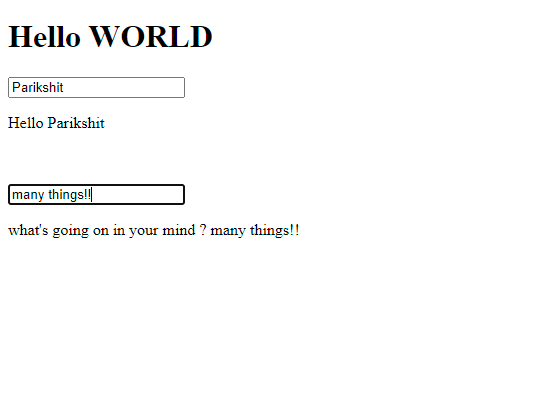 Hello WORLD
Parikshit
Hello Parikshit
many things!!
what's going on in your mind ? many things!!